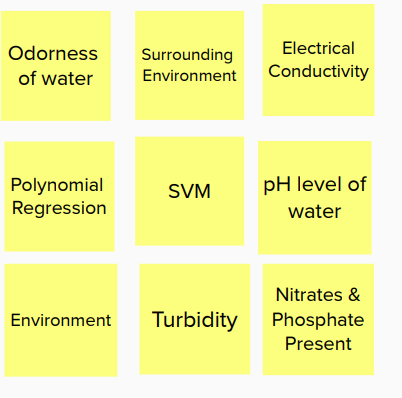 Odorness
of water
Surrounding
Environment
Electrical
Conductivity
Polynomial
Regression
SVM
pH level of
water
Environment
Turbidity
Nitrates &
Phosphate
Present